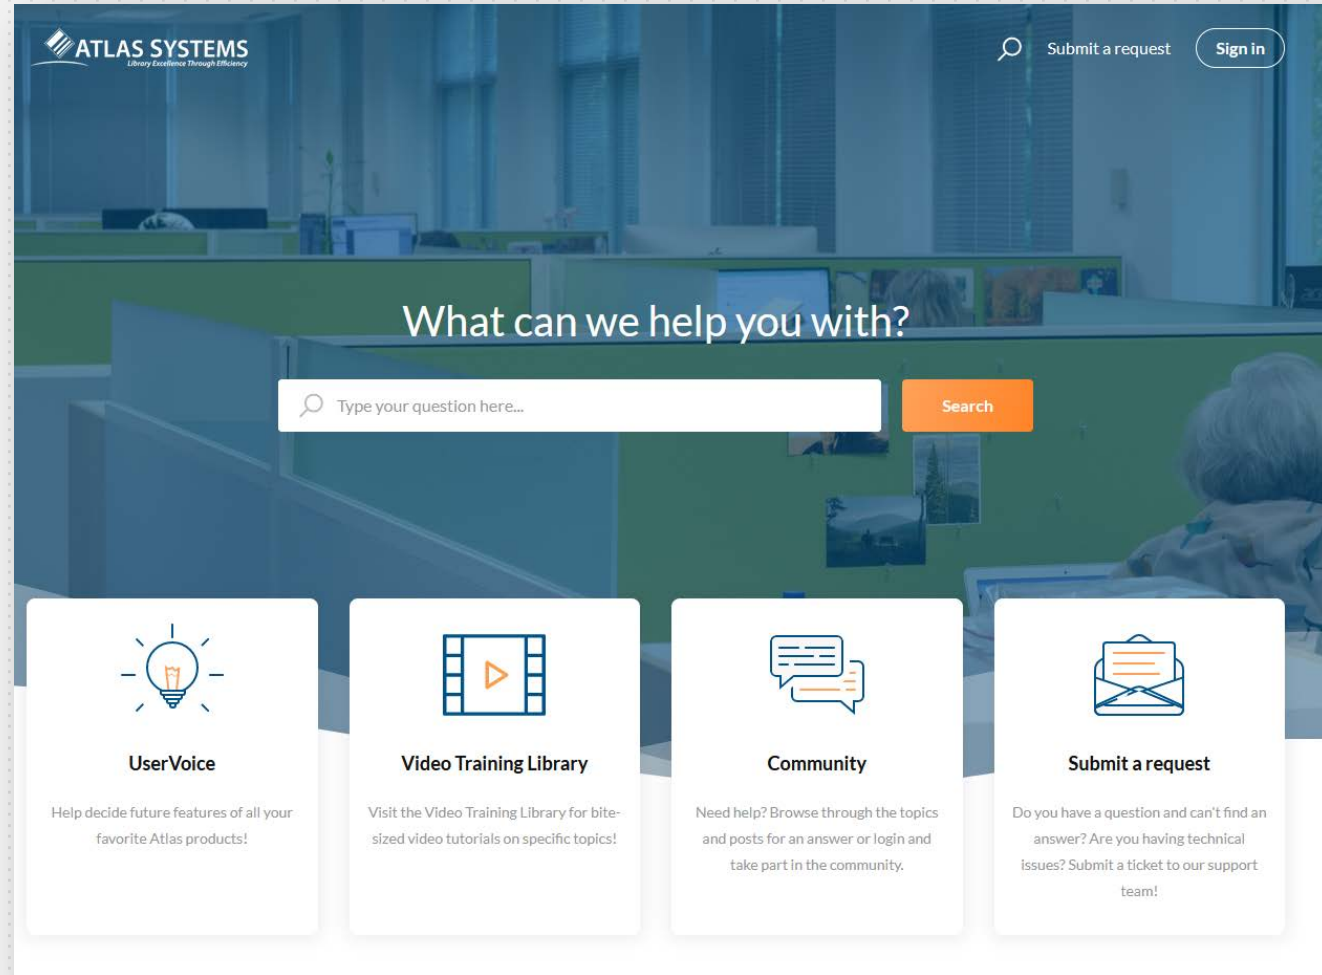 ATLAS SYSTEMS
Library Excellence Through Efficiency
Submit a request
Sign in
What can we help you with?
Type your question here...
Search
UserVoice
Help decide future features of all your
favorite Atlas products!
Video Training Library
Visit the Video Training Library for bite-
sized video tutorials on specific topics!
Community
Need help? Browse through the topics
and posts for an answer or login and
take part in the community.
Submit a request
Do you have a question and can't find an
answer? Are you having technical
issues? Submit a ticket to our support
team!